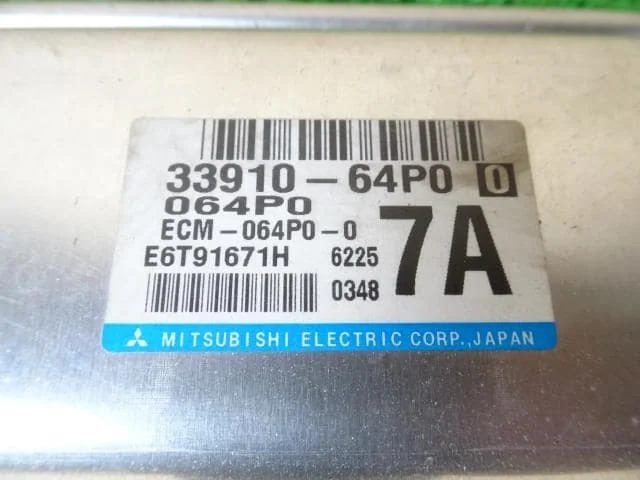 33910-64P0 0
064P0
ECM-064P0-0
E6T91671H 6225
7A
0348
MITSUBISHI ELECTRIC CORP., JAPAN